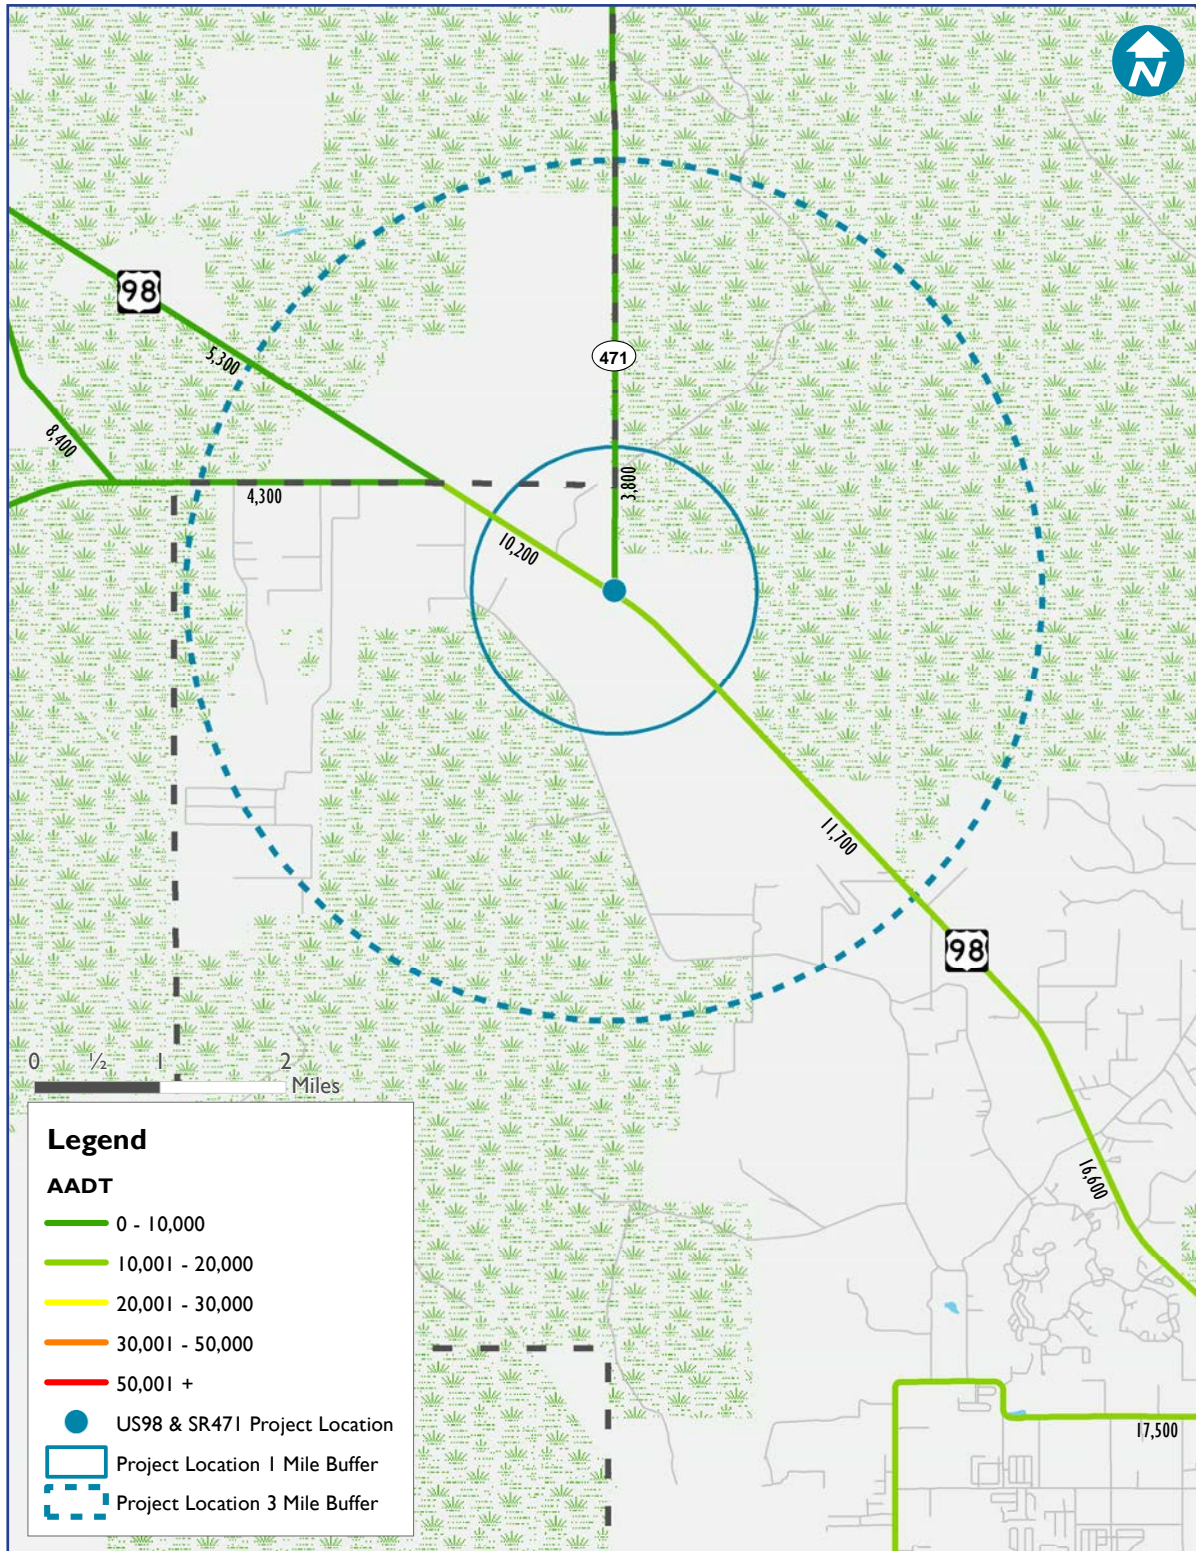 N
98
5,300
471
8,400
4,300
3,800
10,200
11,700
98
0 ½ 1 2
Miles
16,600
17,500
Legend
AADT
0 - 10,000
10,001 - 20,000
20,001 - 30,000
30,001 - 50,000
50,001 +
US98 & SR471 Project Location
Project Location 1 Mile Buffer
Project Location 3 Mile Buffer